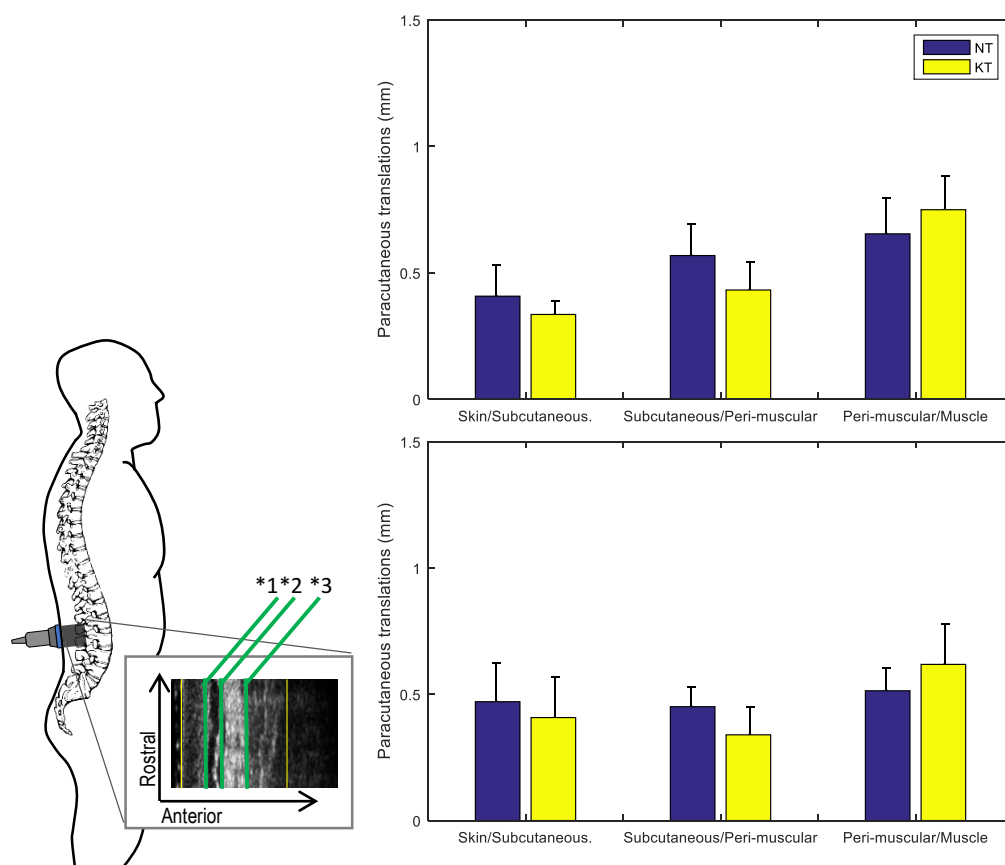 1.5
1
0.5
0
Paracutaneous translations (mm)
NT
KT
Skin/Subcutaneous.
Subcutaneous/Peri-muscular
Peri-muscular/Muscle
1.5
1
0.5
0
Paracutaneous translations (mm)
Skin/Subcutaneous.
Subcutaneous/Peri-muscular
Peri-muscular/Muscle
*1*2 *3
Rostral
Anterior